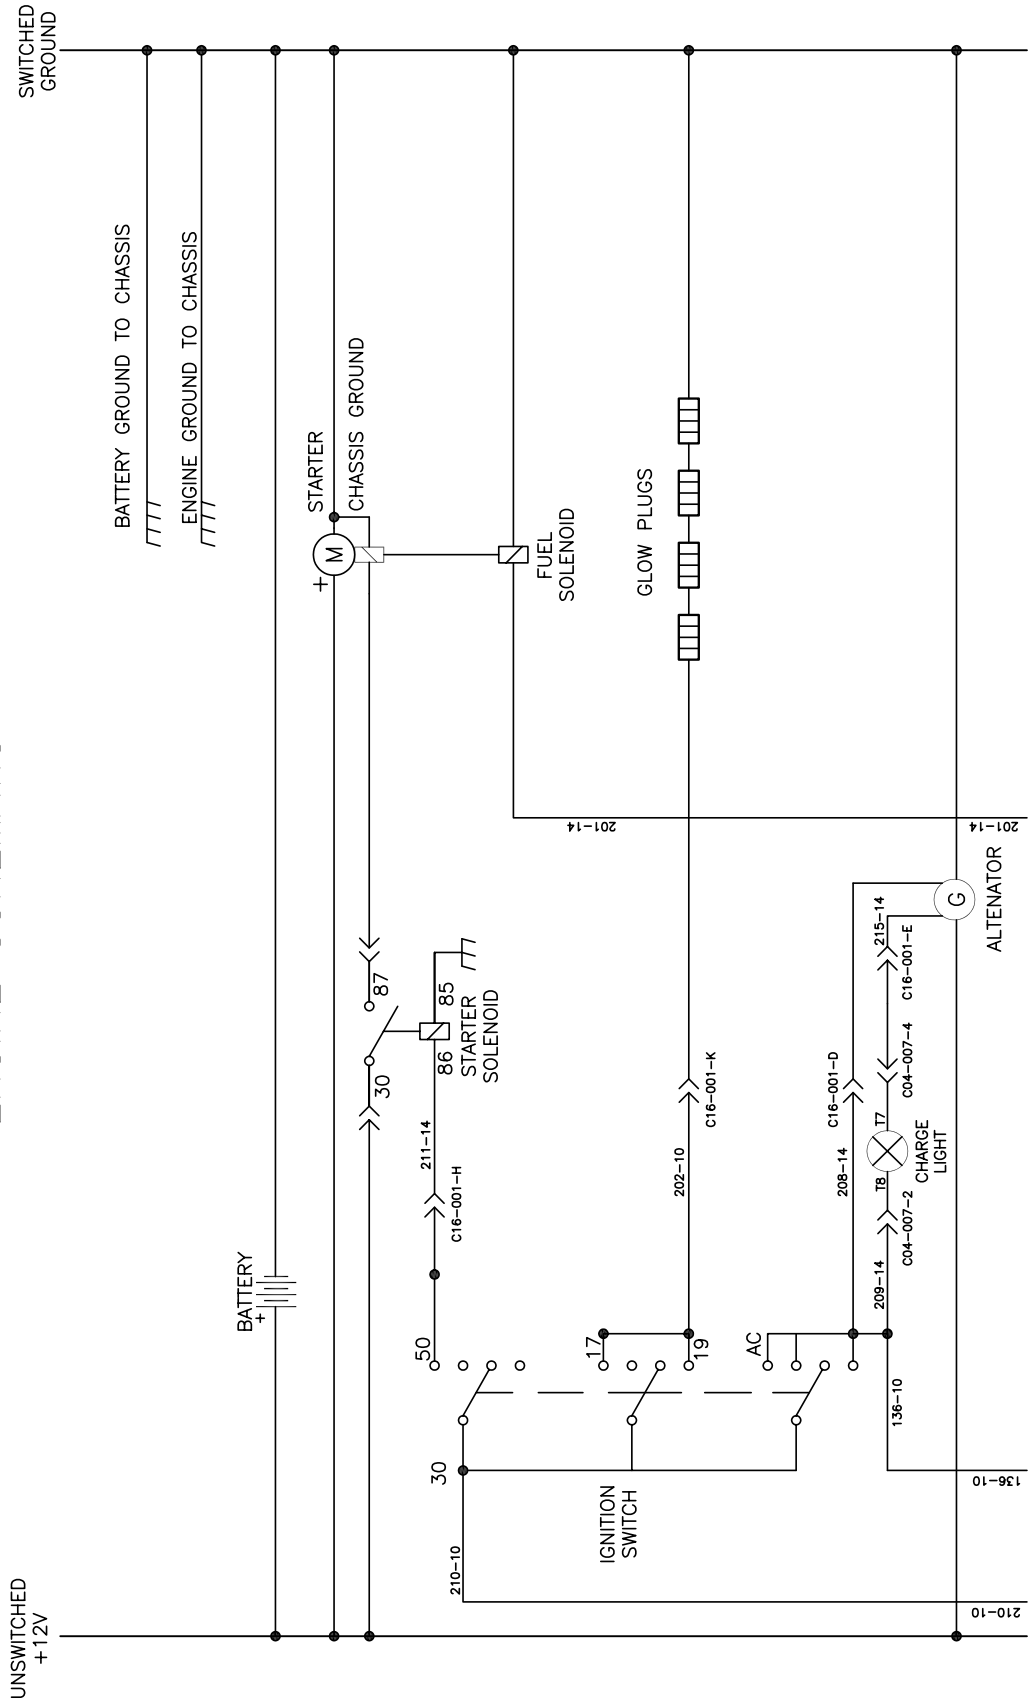 SWITCHED
GROUND
BATTERY GROUND TO CHASSIS
ENGINE GROUND TO CHASSIS
STARTER
CHASSIS GROUND
+
M
FUEL
SOLENOID
GLOW PLUGS
201-14
201-14
G
ALTENATOR
215-14
C16-001-E
87
30
85
86
STARTER
SOLENOID
211-14
C16-001-H
C16-001-K
202-10
C16-001-D
208-14
C04-007-4
T7
CHARGE
LIGHT
T8
C04-007-2
209-14
BATTERY
+
50
17
19
AC
136-10
136-10
30
IGNITION
SWITCH
210-10
210-10
UNSWITCHED
+12V